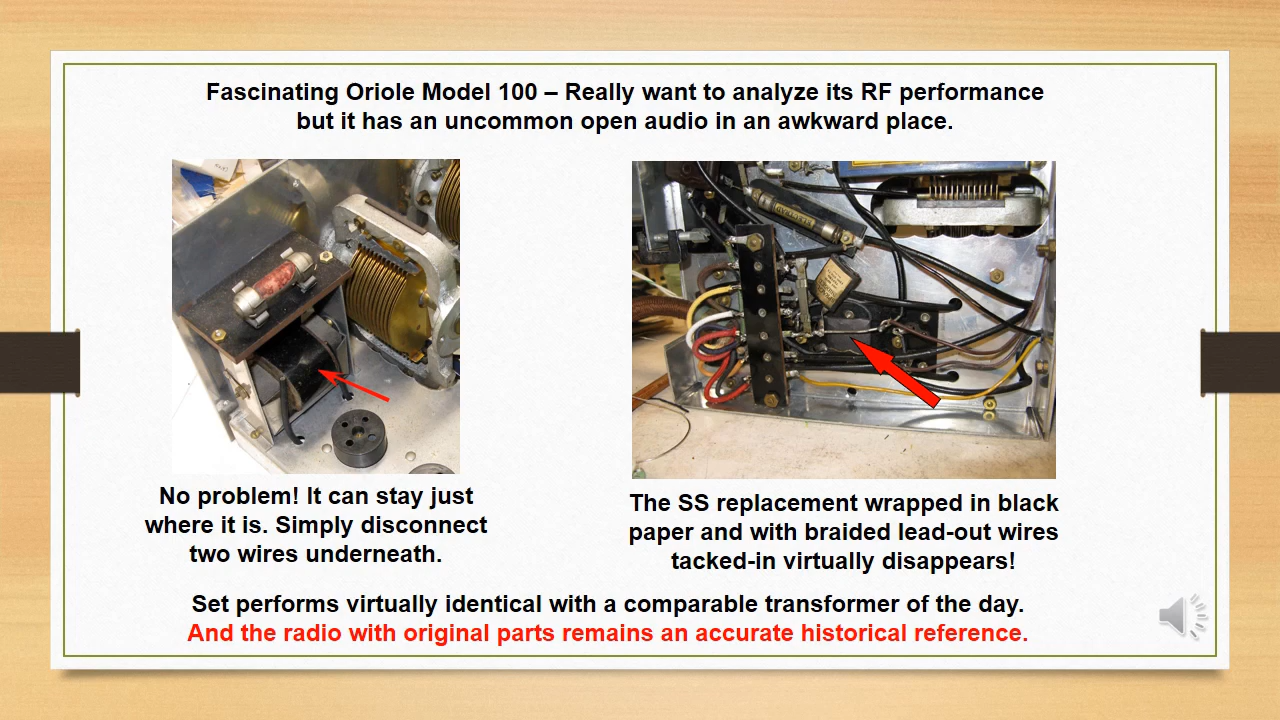 Fascinating Oriole Model 100 – Really want to analyze its RF performance
but it has an uncommon open audio in an awkward place.
No problem! It can stay just
where it is. Simply disconnect
two wires underneath.
The SS replacement wrapped in black
paper and with braided lead-out wires
tacked-in virtually disappears!
Set performs virtually identical with a comparable transformer of the day.
And the radio with original parts remains an accurate historical reference.